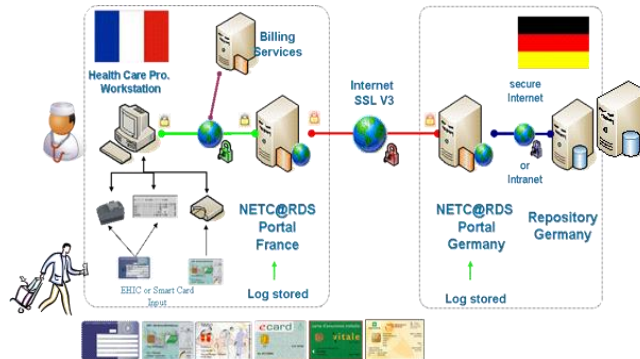 Billing
Services
Health Care Pro.
Workstation
Internet
SSL V3
secure
Internet
or
Intranet
NETC@RDS
Portal
France
NETC@RDS
Portal
Germany
Repository
Germany
EHIC or Smart Card
Input
Log stored
Log stored
ecard
vitale